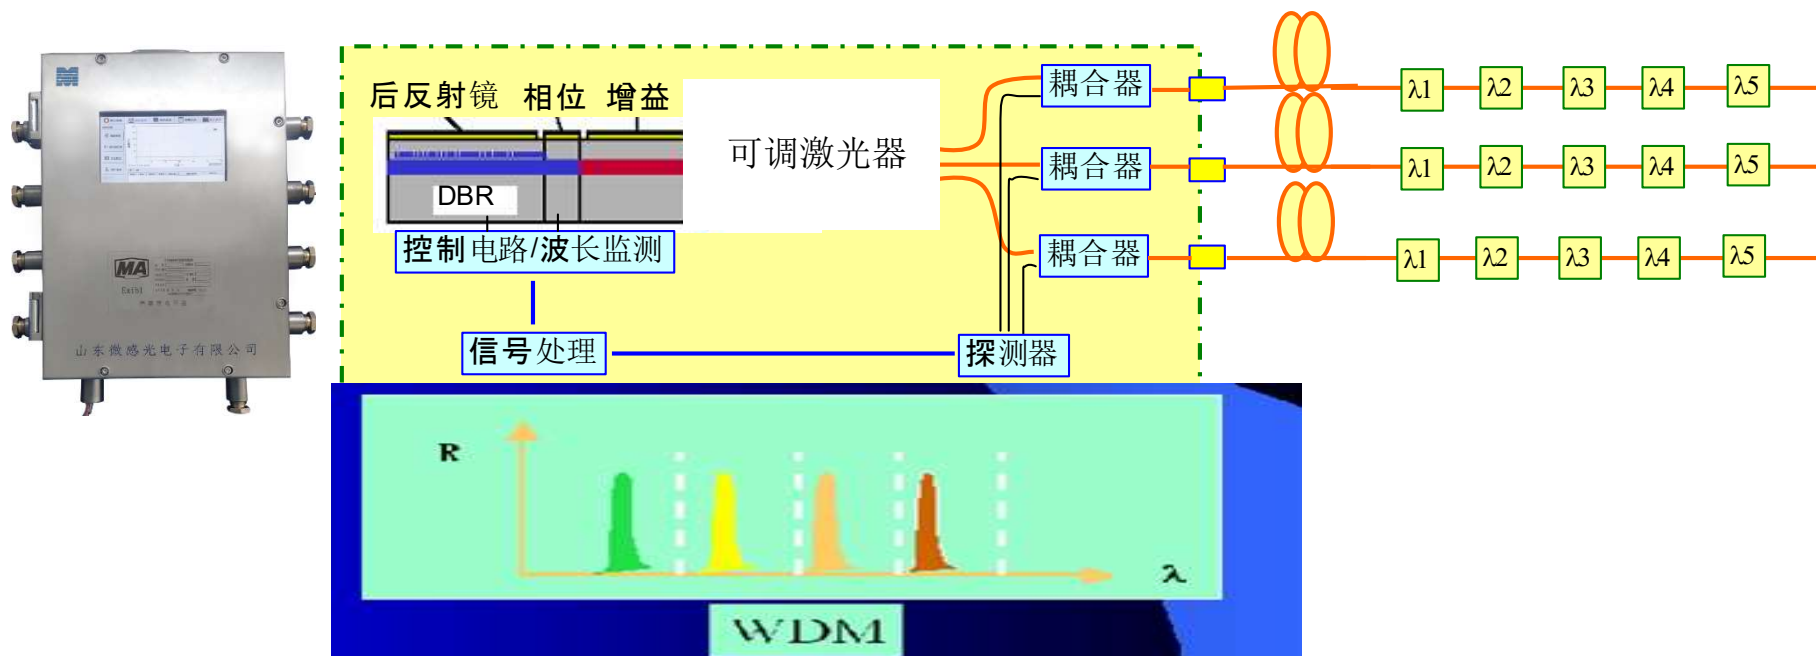 后反射镜 相位 增益
可调激光器
DBR
控制电路/波长监测
信号处理
探测器
耦合器
耦合器
耦合器
λ1 λ2 λ3 λ4 λ5
λ1 λ2 λ3 λ4 λ5
λ1 λ2 λ3 λ4 λ5
MA
ExibI
山东微感光电子有限公司
R
λ
WDM